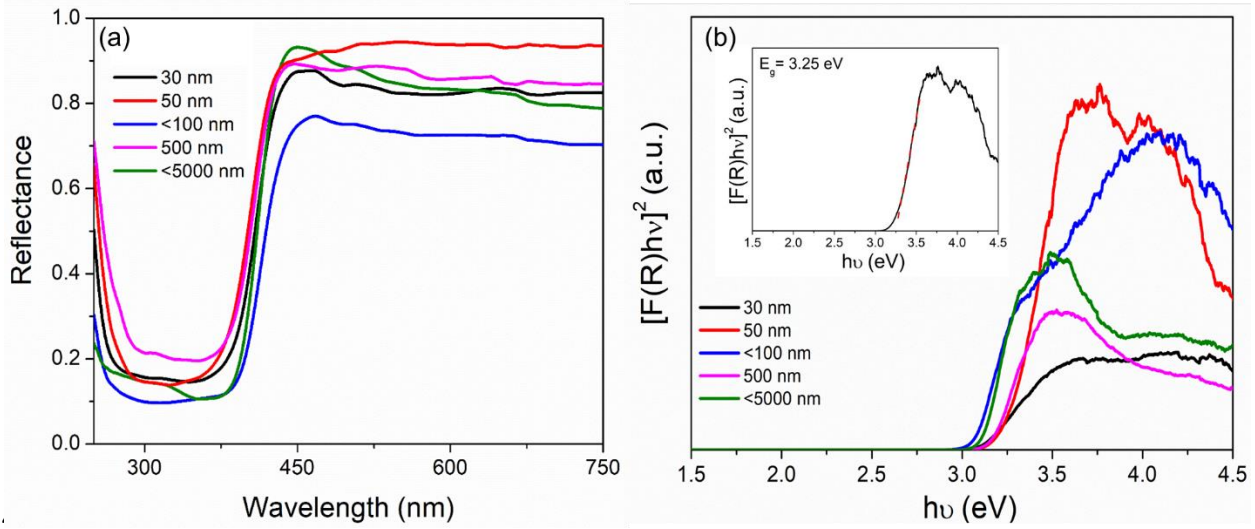 (a)
30 nm
50 nm
<100 nm
500 nm
<5000 nm
Reflectance
1.0
0.8
0.6
0.4
0.2
0.0
300
450
600
750
Wavelength (nm)
(b)
E_g= 3.25 eV
[F(R)hυ]² (a.u.)
1.5 2.0 2.5 3.0 3.5 4.0 4.5
hυ (eV)
30 nm
50 nm
<100 nm
500 nm
<5000 nm
[F(R)hυ]² (a.u.)
1.5 2.0 2.5 3.0 3.5 4.0 4.5
hυ (eV)